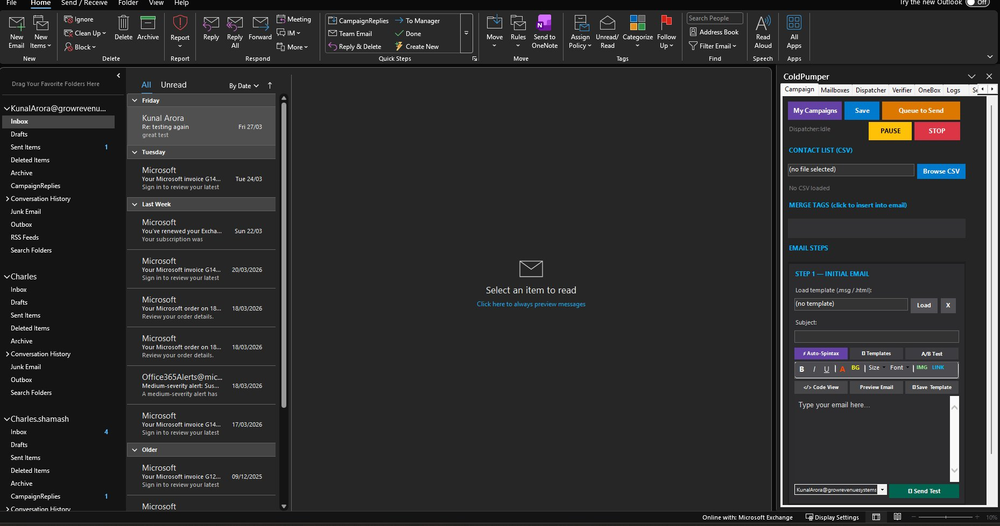 File Home Send / Receive Folder View Help
Try the new Outlook Off
New Email
New Items
New
Ignore
Clean Up
Block
Delete
Archive
Delete
Report
Report
Reply
Reply All
Forward
Meeting
IM
More
Respond
CampaignReplies
Team Email
Reply & Delete
To Manager
Done
Create New
Quick Steps
Move
Rules
Send to OneNote
Move
Assign Policy
Unread/ Read
Categorize
Follow Up
Tags
Search People
Address Book
Filter Email
Find
Read Aloud
Speech
All Apps
Apps
Drag Your Favorite Folders Here
KunalArora@growrevenu...
Inbox
Drafts
Sent Items 1
Deleted Items
Archive
CampaignReplies
Conversation History
Junk Email
Outbox
RSS Feeds
Search Folders
Charles
Inbox
Drafts
Sent Items
Deleted Items
Archive
Conversation History
Junk Email
Outbox
Search Folders
Charles.shamash
Inbox 4
Drafts
Sent Items
Deleted Items
Archive
CampaignReplies 1
Conversation History
All Unread By Date
Friday
Kunal Arora
Re: testing again Fri 27/03
great test
Tuesday
Microsoft
Your Microsoft invoice G14... Tue 24/03
Sign in to review your latest
Last Week
Microsoft
You've renewed your Excha... Sun 22/03
Your subscription was
Microsoft
Your Microsoft invoice G14... 20/03/2026
Sign in to review your latest
Microsoft
Your Microsoft order on 18... 18/03/2026
Review your order details.
Microsoft
Your Microsoft order on 18... 18/03/2026
Review your order details.
Office365Alerts@mic...
Medium-severity alert: Sus... 18/03/2026
A medium-severity alert has
Microsoft
Your Microsoft invoice G14... 17/03/2026
Sign in to review your latest
Older
Microsoft
Your Microsoft invoice G12... 09/12/2025
Sign in to review your latest
Microsoft
Select an item to read
Click here to always preview messages
ColdPumper
Campaign Mailboxes Dispatcher Verifier OneBox Logs Se
My Campaigns Save Queue to Send
Dispatcher: Idle PAUSE STOP
CONTACT LIST (CSV)
(no file selected) Browse CSV
No CSV loaded
MERGE TAGS (click to insert into email)
EMAIL STEPS
STEP 1 — INITIAL EMAIL
Load template (.msg / .html):
(no template) Load X
Subject:
⚡ Auto-Spintax Templates A/B Test
B I U | A BG | Size Font | IMG LINK
</> Code View Preview Email Save Template
Type your email here...
KunalArora@growrevenuesystems Send Test
Online with: Microsoft Exchange Display Settings 10%